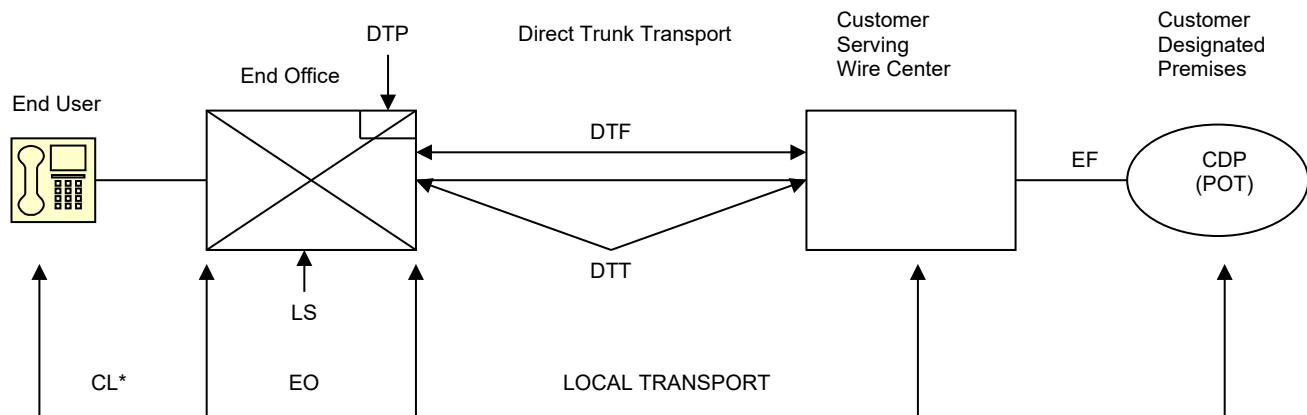 DTP
Direct Trunk Transport
Customer
Serving
Wire Center
Customer
Designated
Premises
End Office
End User
DTF
EF
CDP
(POT)
DTT
LS
CL*
EO
LOCAL TRANSPORT